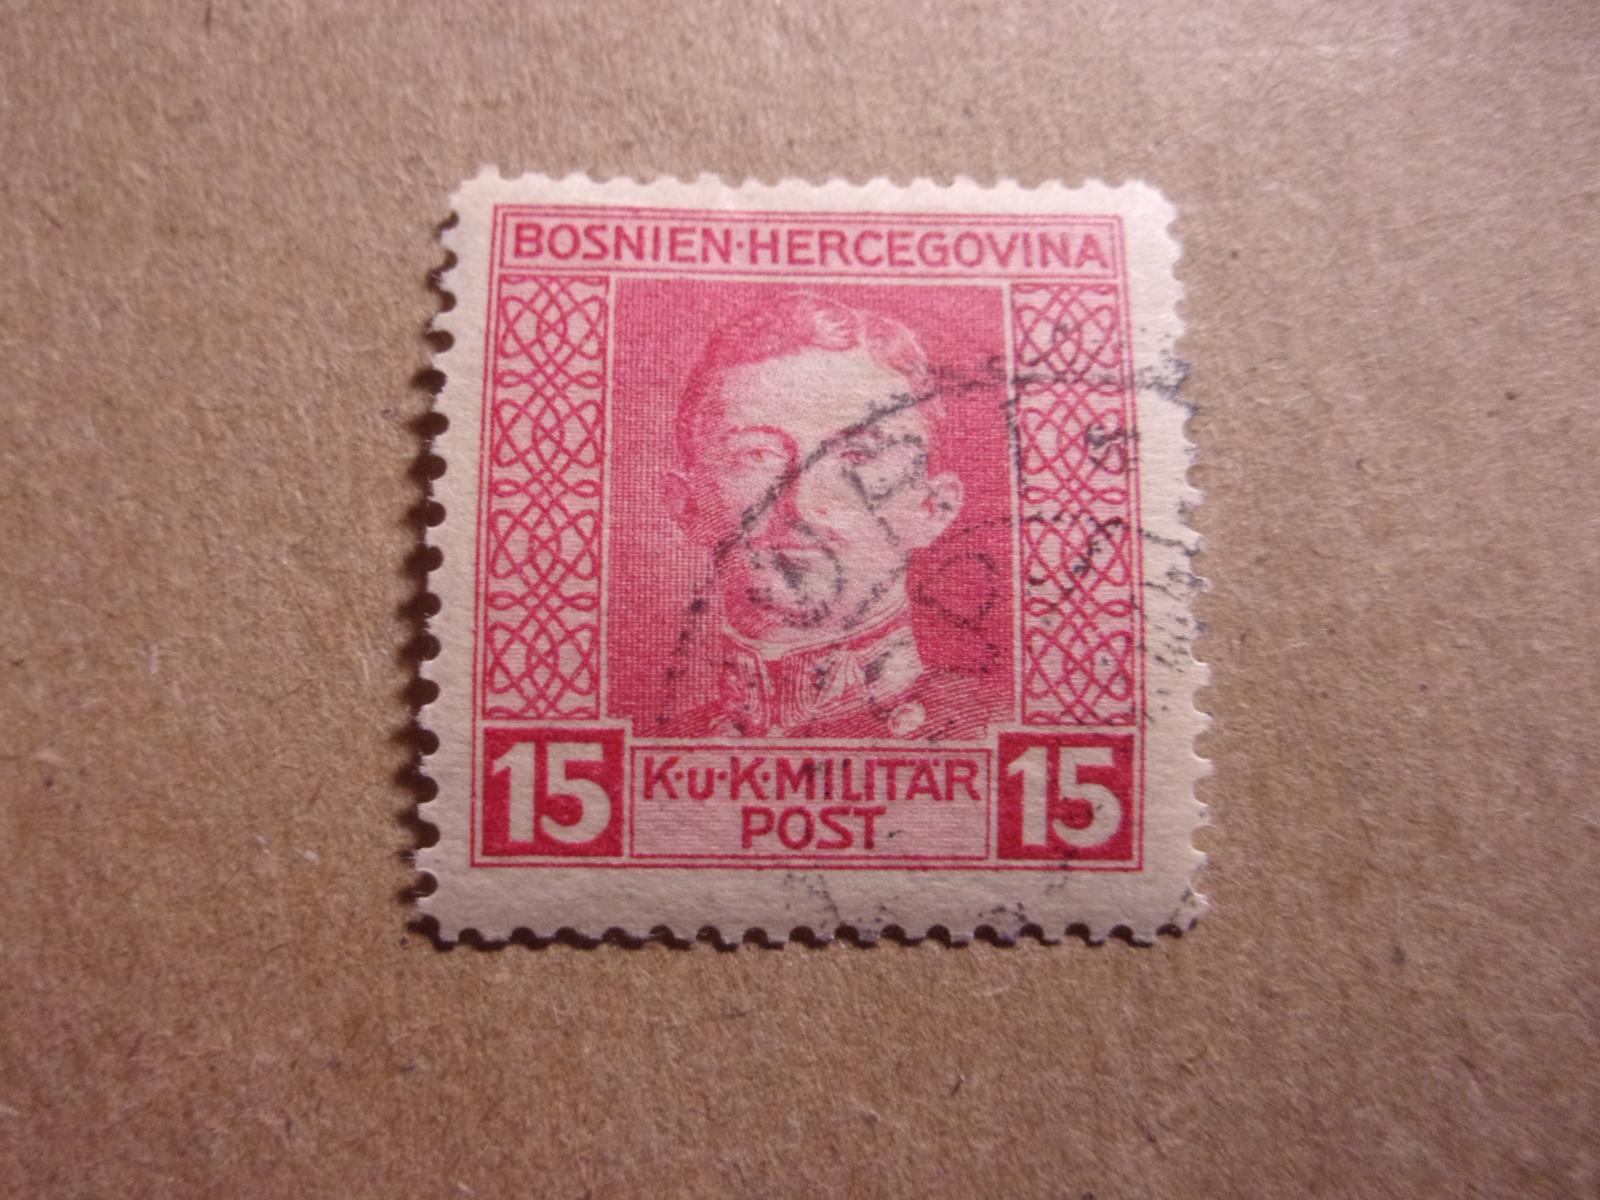 BOSNIEN·HERCEGOVINA
15 K·u·K·MILITÄR 15
POST